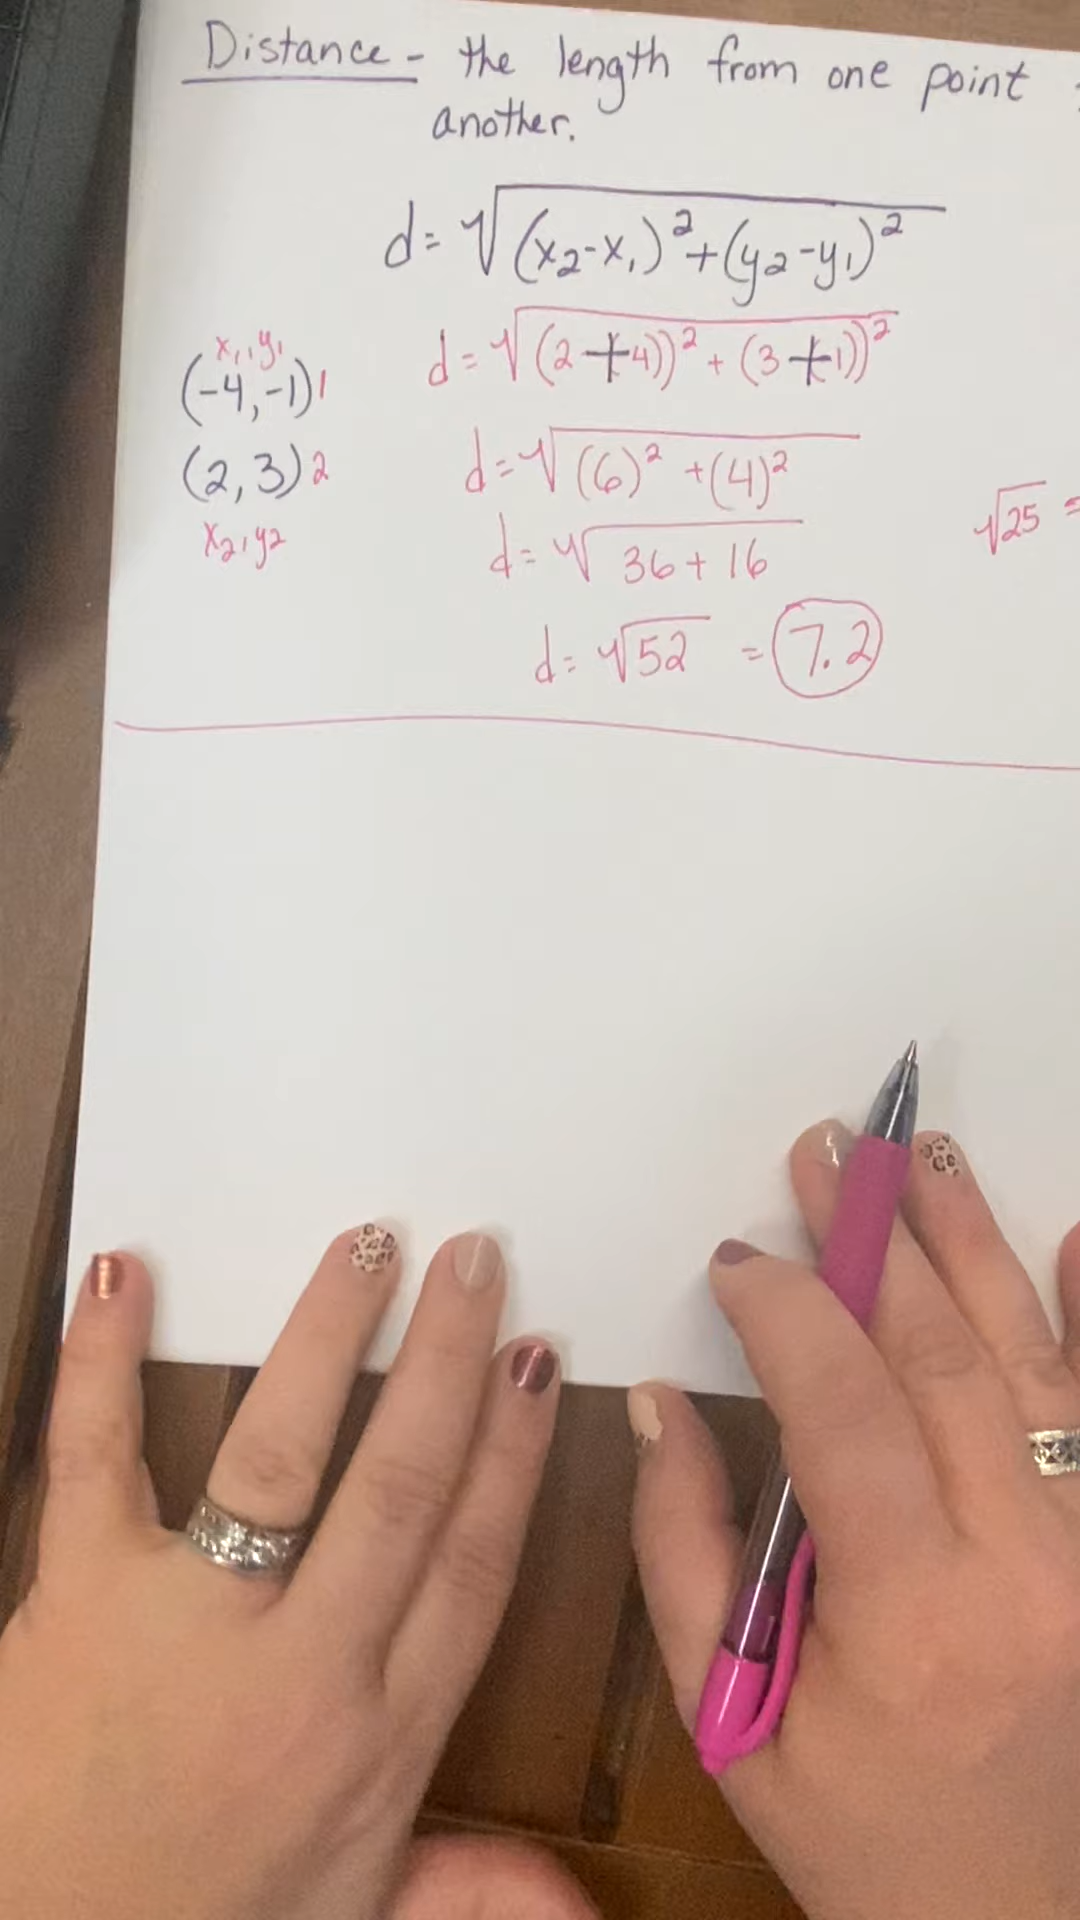 Distance - the length from one point
another.
d = √(x₂-x₁)² + (y₂-y₁)²
x₁, y₁
(-4, -1) 1
d = √(2 + +4))² + (3 + +1))²
(2, 3) 2
d = √(6)² + (4)²
x₂, y₂
√25 =
d = √36 + 16
d = √52 = 7.2